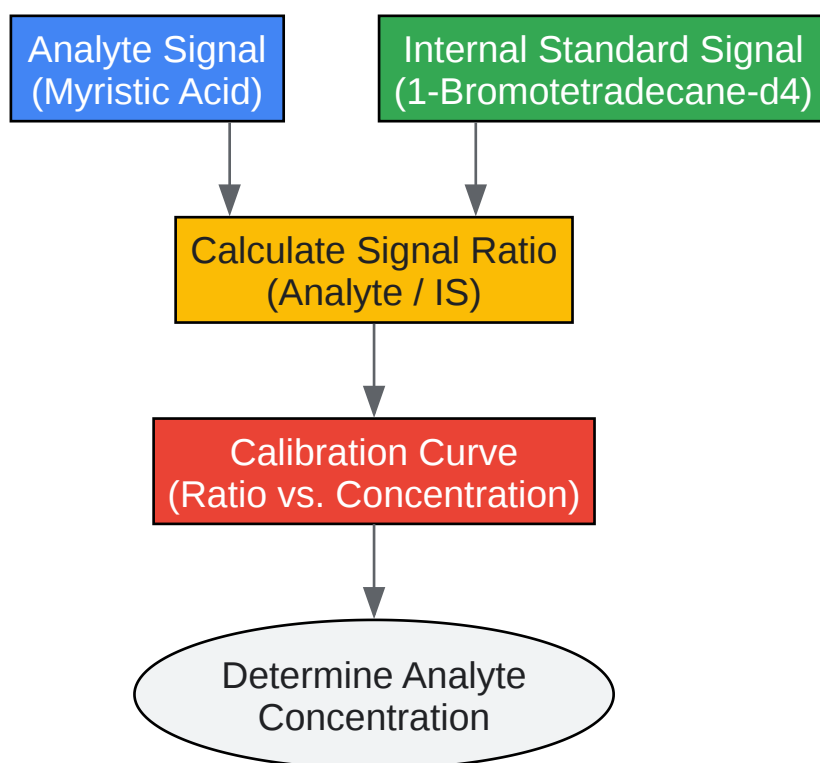 Analyte Signal
(Myristic Acid)
Internal Standard Signal
(1-Bromotetradecane-d4)
Calculate Signal Ratio
(Analyte / IS)
Calibration Curve
(Ratio vs. Concentration)
Determine Analyte
Concentration